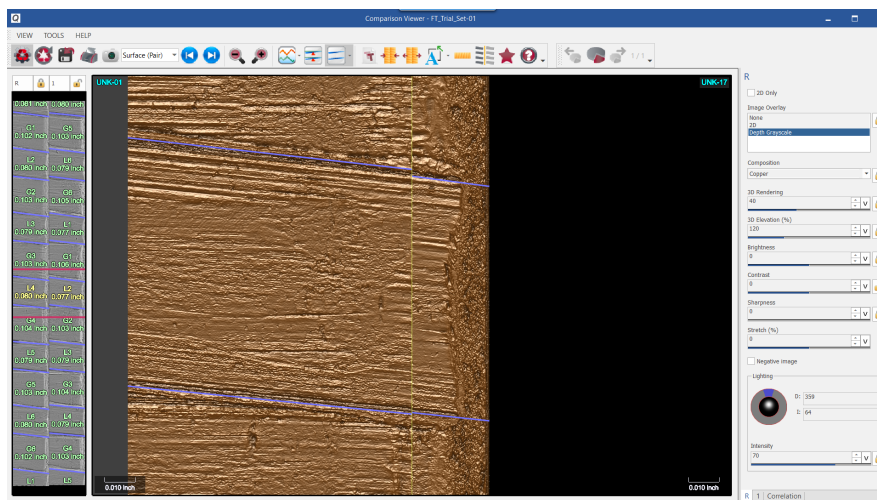 Comparison Viewer - FT_Trial_Set-01
VIEW TOOLS HELP
Surface (Pair)
1 / 1
R 1
UNK-01
UNK-17
0.081 inch 0.080 inch
G1 G5
0.102 inch 0.103 inch
L2 L6
0.080 inch 0.079 inch
G2 G6
0.103 inch 0.105 inch
L3 L1
0.079 inch 0.077 inch
G3 G1
0.103 inch 0.106 inch
L4 L2
0.080 inch 0.077 inch
G4 G2
0.104 inch 0.103 inch
L5 L3
0.079 inch 0.079 inch
G5 G3
0.103 inch 0.104 inch
L6 L4
0.080 inch 0.079 inch
G6 G4
0.102 inch 0.103 inch
L1 L5
0.010 inch
0.010 inch
R
2D Only
Image Overlay
None
2D
Depth Grayscale
Composition
Copper
3D Rendering
40
V
3D Elevation (%)
120
V
Brightness
0
V
Contrast
0
V
Sharpness
0
V
Stretch (%)
0
V
Negative image
Lighting
D: 359
I: 64
Intensity
70
V
R 1 Correlation